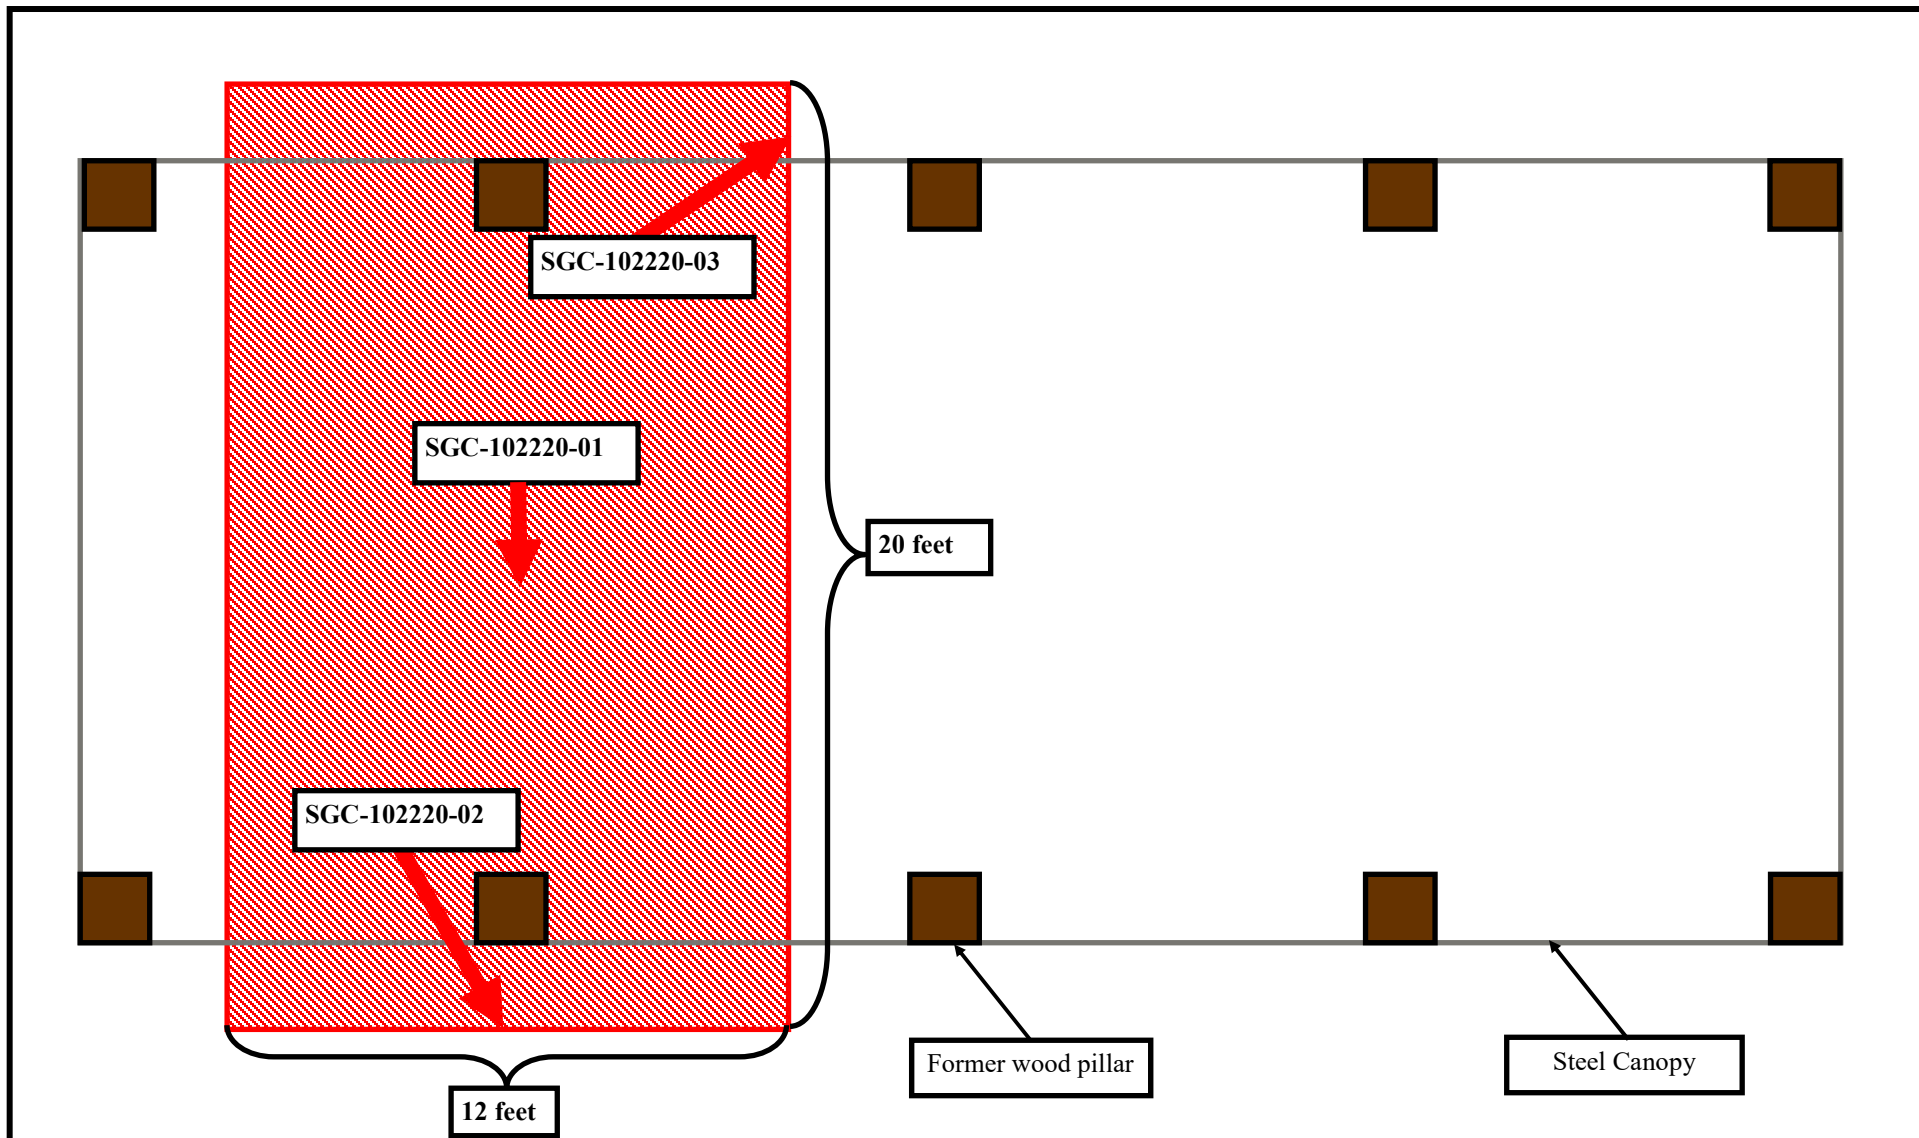 SGC-102220-03
SGC-102220-01
20 feet
SGC-102220-02
Former wood pillar
Steel Canopy
12 feet